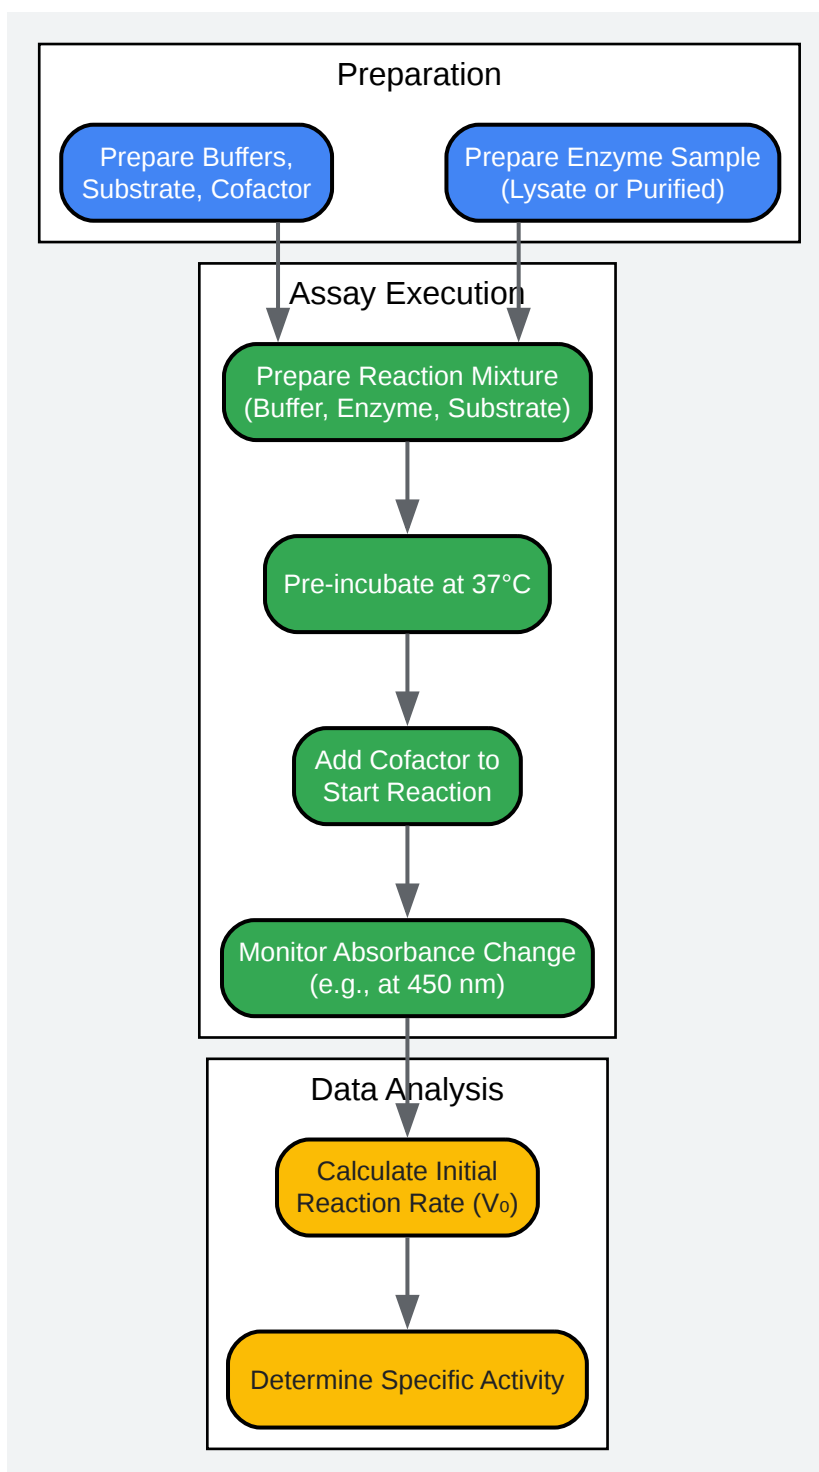 Preparation
Prepare Buffers,
Substrate, Cofactor
Prepare Enzyme Sample
(Lysate or Purified)
Assay Execution
Prepare Reaction Mixture
(Buffer, Enzyme, Substrate)
Pre-incubate at 37°C
Add Cofactor to
Start Reaction
Monitor Absorbance Change
(e.g., at 450 nm)
Data Analysis
Calculate Initial
Reaction Rate (V₀)
Determine Specific Activity